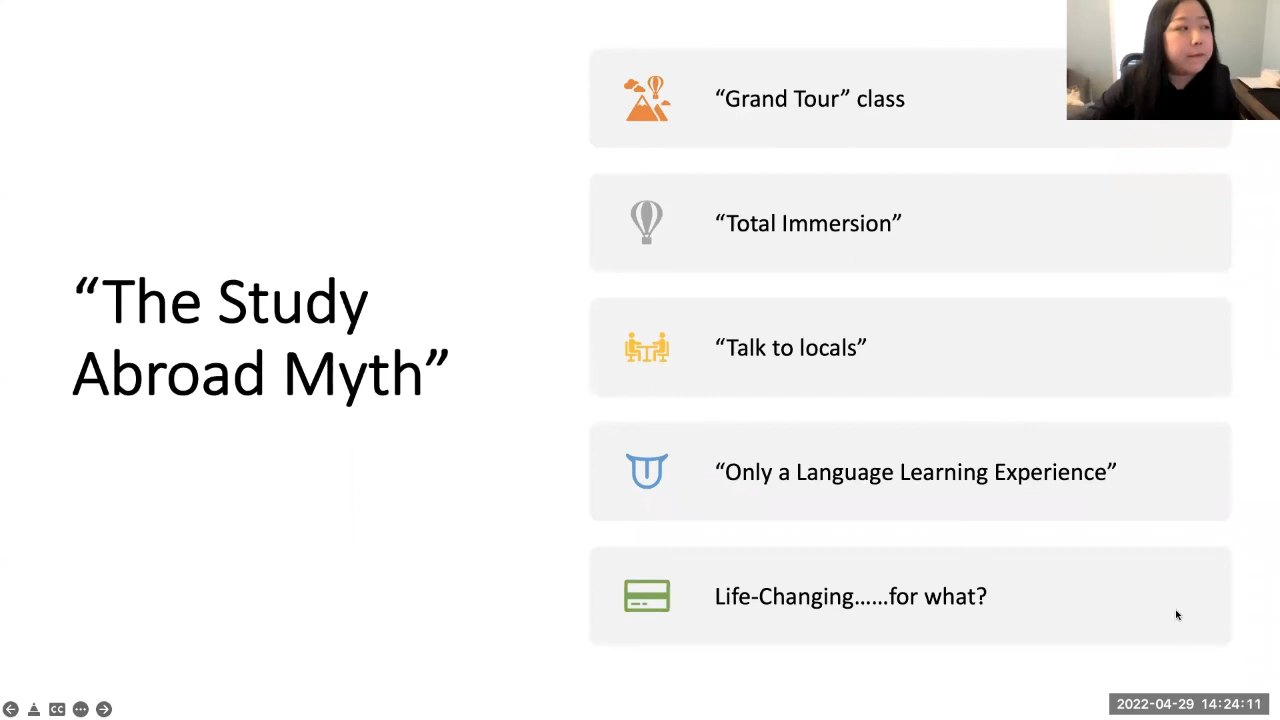 “Grand Tour” class
“Total Immersion”
“The Study
Abroad Myth”
“Talk to locals”
“Only a Language Learning Experience”
Life-Changing......for what?
CC
2022-04-29 14:24:11